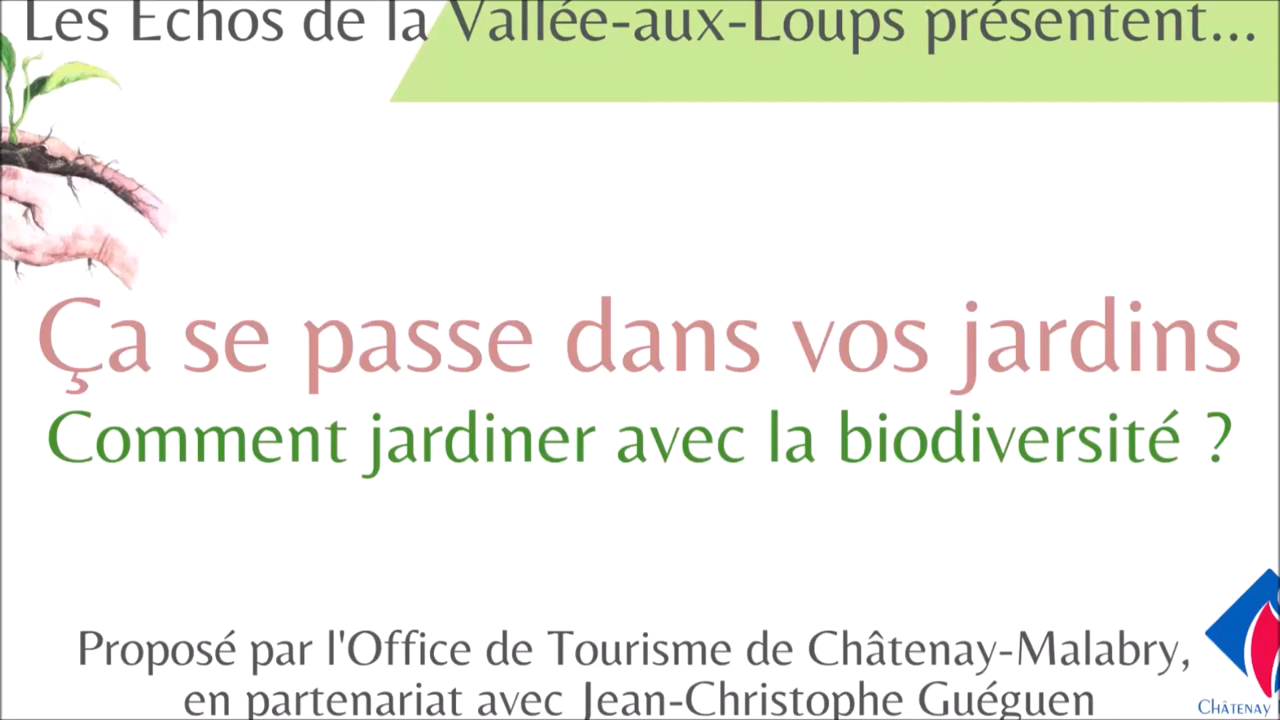 Les Échos de la Vallée-aux-Loups présentent...
Ça se passe dans vos jardins
Comment jardiner avec la biodiversité ?
Proposé par l'Office de Tourisme de Châtenay-Malabry,
en partenariat avec Jean-Christophe Guéguen
CHÂTENAY